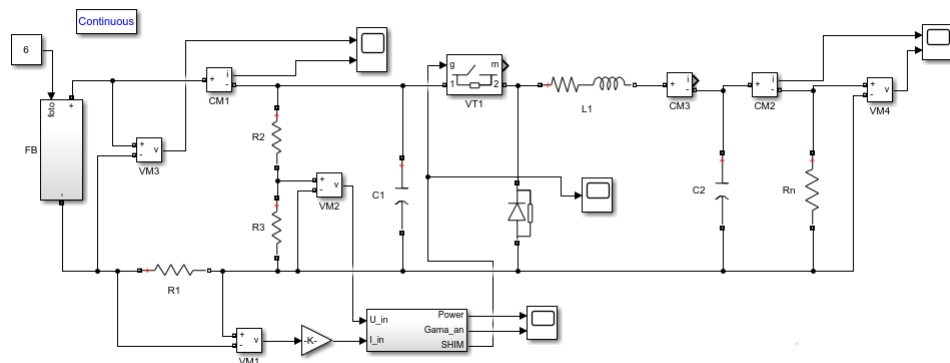 Continuous
6
foto
+
-
FB
+
-
v
VM3
+
-
i
CM1
R2
R3
+
-
v
VM2
C1
g
m
1
2
VT1
L1
+
-
i
CM3
+
-
i
CM2
+
-
v
VM4
C2
Rn
R1
+
-
v
VM1
-K-
U_in
I_in
Power
Gama_an
SHIM